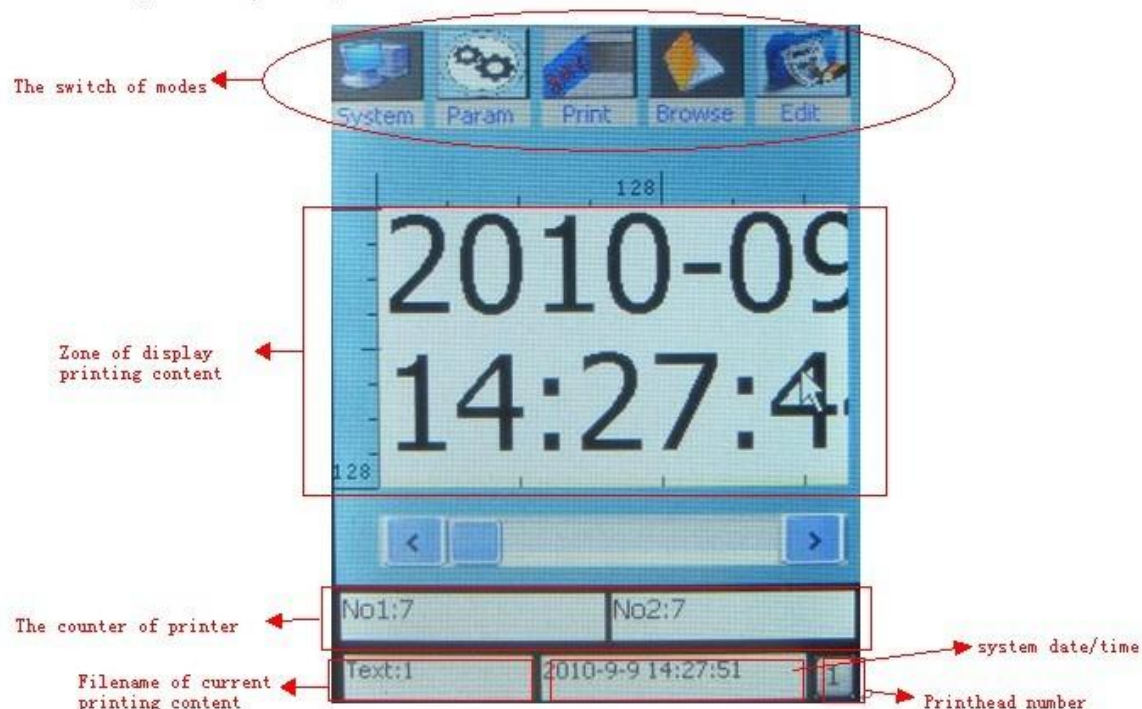 The switch of modes
System Param Print Browse Edit
128
2010-09
14:27:4
Zone of display
printing content
128
< >
No1:7 No2:7
The counter of printer
Text:1 2010-9-9 14:27:51 1
system date/time
Filename of current
printing content
Printhead number